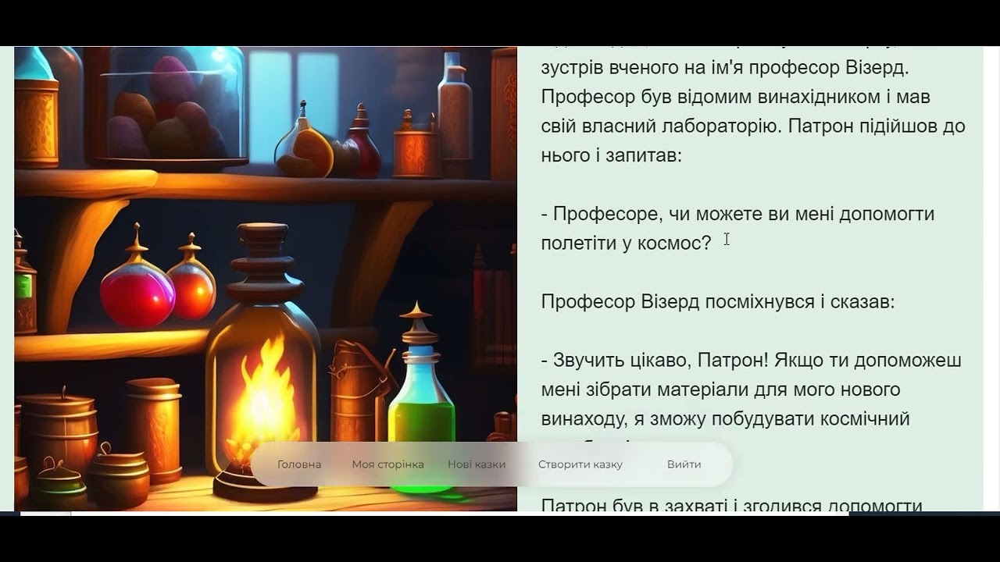 зустрів вченого на ім'я професор Візерд.
Професор був відомим винахідником і мав
свій власний лабораторію. Патрон підійшов до
нього і запитав:
- Професоре, чи можете ви мені допомогти
полетіти у космос?
Професор Візерд посміхнувся і сказав:
- Звучить цікаво, Патрон! Якщо ти допоможеш
мені зібрати матеріали для мого нового
винаходу, я зможу побудувати космічний
Головна Моя сторінка Нові казки Створити казку Вийти
Патрон був в захваті і згодився допомогти